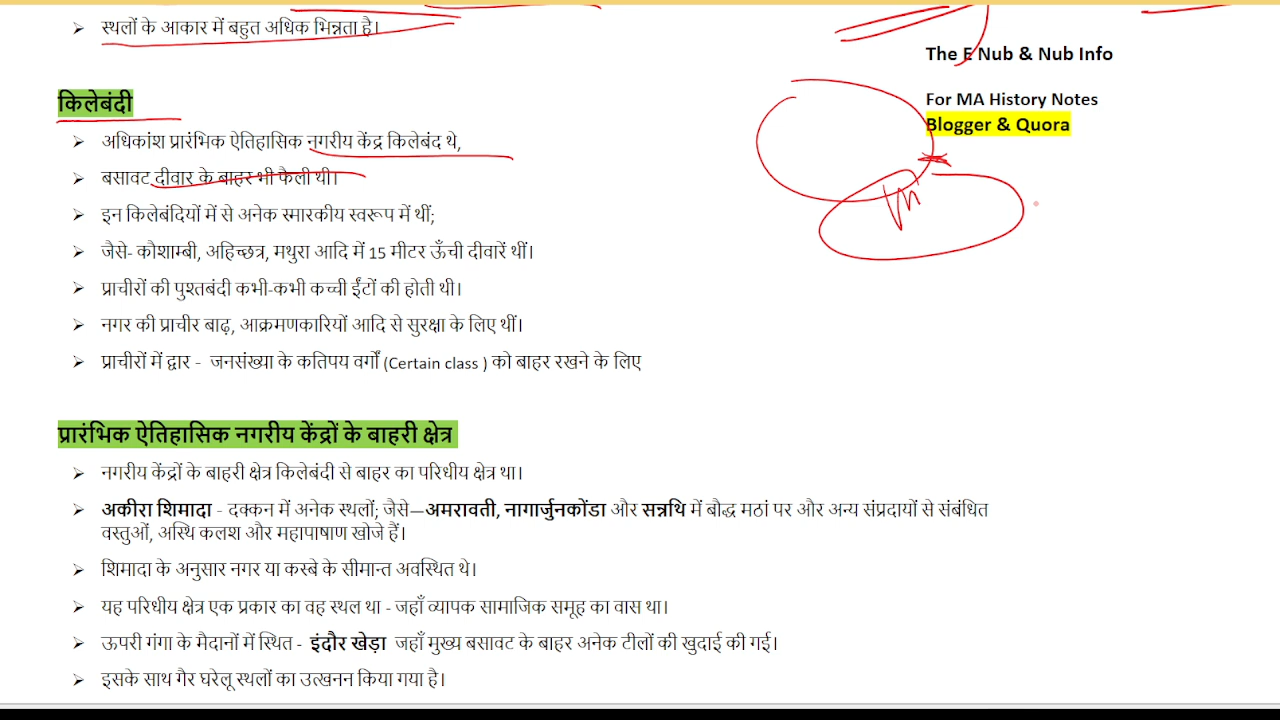 स्थलों के आकार में बहुत अधिक भिन्नता है।
The E Nub & Nub Info
For MA History Notes
Blogger & Quora
किलेबंदी
अधिकांश प्रारंभिक ऐतिहासिक नगरीय केंद्र किलेबंद थे,
बसावट दीवार के बाहर भी फैली थी।
इन किलेबंदियों में से अनेक स्मारकीय स्वरूप में थीं;
जैसे- कौशाम्बी, अहिच्छत्र, मथुरा आदि में 15 मीटर ऊँची दीवारें थीं।
प्राचीरों की पुश्तबंदी कभी-कभी कच्ची ईंटों की होती थी।
नगर की प्राचीर बाढ़, आक्रमणकारियों आदि से सुरक्षा के लिए थीं।
प्राचीरों में द्वार - जनसंख्या के कतिपय वर्गों (Certain class ) को बाहर रखने के लिए
प्रारंभिक ऐतिहासिक नगरीय केंद्रों के बाहरी क्षेत्र
नगरीय केंद्रों के बाहरी क्षेत्र किलेबंदी से बाहर का परिधीय क्षेत्र था।
अकीरा शिमादा - दक्कन में अनेक स्थलों; जैसे—अमरावती, नागार्जुनकोंडा और सन्नथि में बौद्ध मठां पर और अन्य संप्रदायों से संबंधित
वस्तुओं, अस्थि कलश और महापाषाण खोजे हैं।
शिमादा के अनुसार नगर या कस्बे के सीमान्त अवस्थित थे।
यह परिधीय क्षेत्र एक प्रकार का वह स्थल था - जहाँ व्यापक सामाजिक समूह का वास था।
ऊपरी गंगा के मैदानों में स्थित - इंदौर खेड़ा जहाँ मुख्य बसावट के बाहर अनेक टीलों की खुदाई की गई।
इसके साथ गैर घरेलू स्थलों का उत्खनन किया गया है।